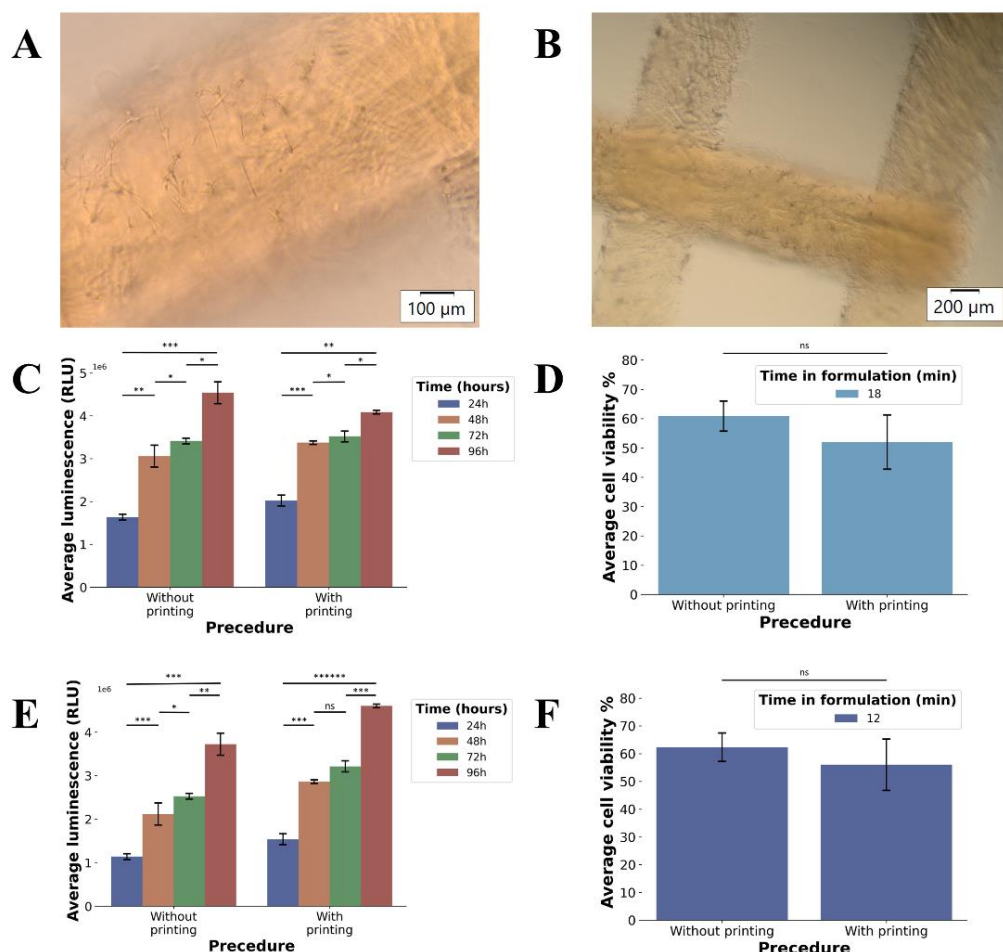 A
B
100 µm
200 µm
C
1e6
***
**
*
*
**
***
*
*
5
4
3
2
1
0
Average luminescence (RLU)
Time (hours)
24h
48h
72h
96h
Without
printing
With
printing
Precedure
D
ns
80
70
60
50
40
30
20
10
0
Average cell viability %
Time in formulation (min)
18
Without printing
With printing
Precedure
E
1e6
***
**
*
***
******
***
ns
***
4
3
2
1
0
Average luminescence (RLU)
Time (hours)
24h
48h
72h
96h
Without
printing
With
printing
Precedure
F
ns
80
70
60
50
40
30
20
10
0
Average cell viability %
Time in formulation (min)
12
Without printing
With printing
Precedure